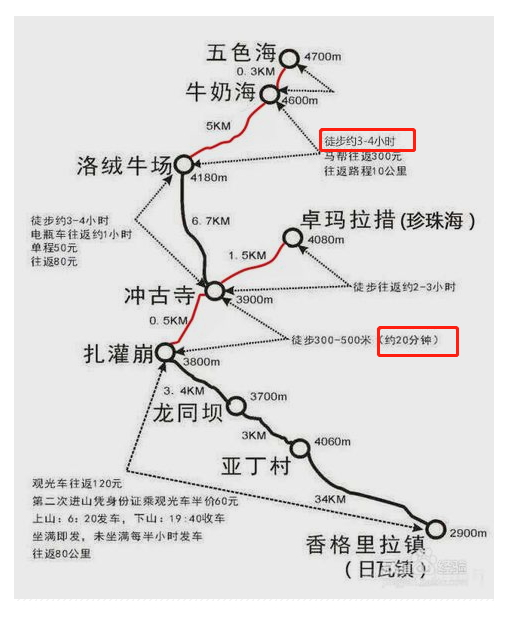 五色海
4700m
0.3KM
牛奶海
4600m
5KM
徒步约3-4小时
马帮往返300元
往返路程10公里
洛绒牛场
4180m
徒步约3-4小时
电瓶车往返约1小时
单程50元
往返80元
6.7KM
卓玛拉措(珍珠海)
4080m
1.5KM
冲古寺
3900m
徒步往返约2-3小时
0.5KM
徒步300-500米(约20分钟)
扎灌崩
3800m
3.4KM
3700m
龙同坝
3KM
4060m
亚丁村
34KM
观光车往返120元
第二次进山凭身份证乘观光车半价60元
上山:6:20发车,下山:19:40收车
坐满即发,未坐满每半小时发车
往返80公里
2900m
香格里拉镇
(日瓦镇)